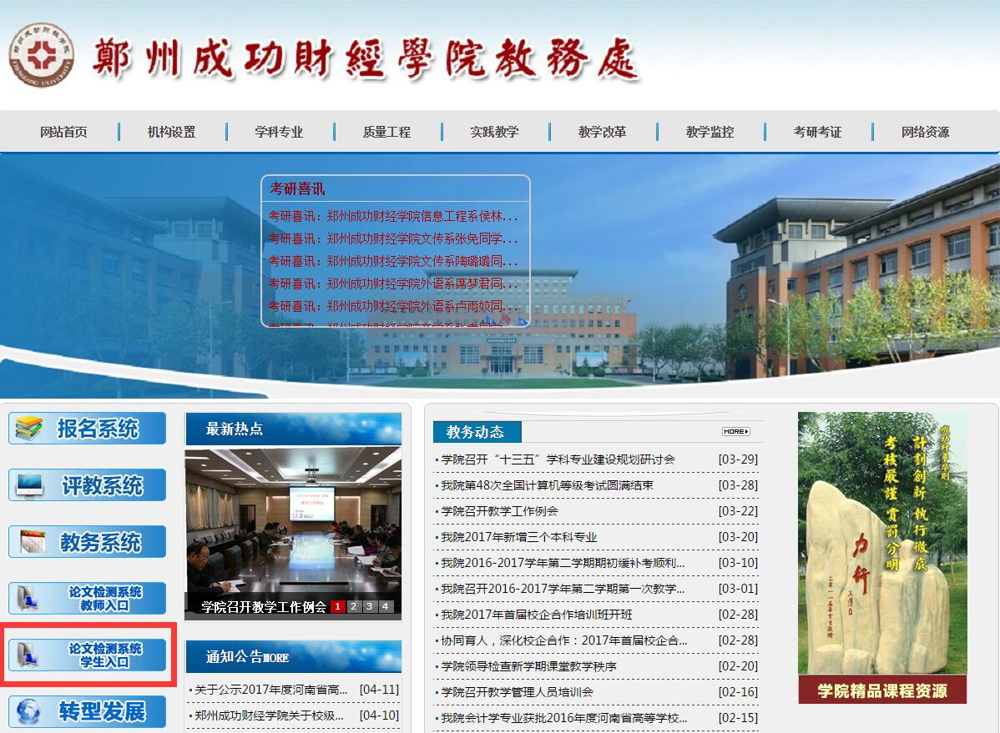 鄭州成功財經學院教務處
网站首页
机构设置
学科专业
质量工程
实践教学
教学改革
教学监控
考研考证
网络资源
考研喜讯
考研喜讯：郑州成功财经学院信息工程系侯林...
考研喜讯：郑州成功财经学院文传系张免同学...
考研喜讯：郑州成功财经学院文传系陶璐璐同...
考研喜讯：郑州成功财经学院外语系席梦君同...
考研喜讯：郑州成功财经学院外语系卢雨姣同...
报名系统
评教系统
教务系统
论文检测系统
教师入口
论文检测系统
学生入口
转型发展
最新热点
学院召开教学工作例会
1 2 3 4
通知公告MORE
关于公示2017年度河南省高... [04-11]
郑州成功财经学院关于校级... [04-10]
教务动态
MORE
学院召开“十三五”学科专业建设规划研讨会 [03-29]
我院第48次全国计算机等级考试圆满结束 [03-28]
学院召开教学工作例会 [03-22]
我院2017年新增三个本科专业 [03-20]
我院2016-2017学年第二学期期初缓补考顺利... [03-10]
学院召开2016-2017学年第二学期第一次教学... [03-01]
我院2017年首届校企合作培训班开班 [02-28]
协同育人，深化校企合作：2017年首届校企合... [02-28]
学院领导检查新学期课堂教学秩序 [02-20]
学院召开教学管理人员培训会 [02-16]
我院会计学专业获批2016年度河南省高等学校... [02-15]
計劃創新 執行徹底
考核嚴謹 賞罰分明
力行
学院精品课程资源